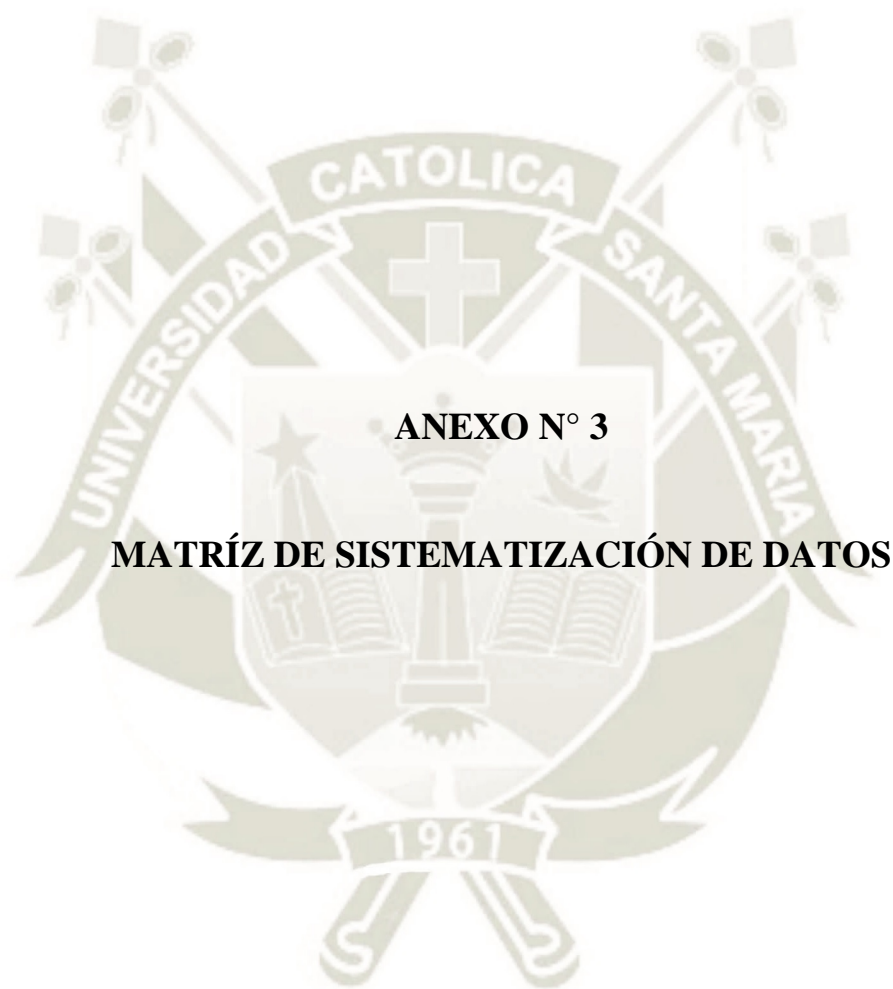 UNIVERSIDAD CATOLICA SANTA MARIA
ANEXO N° 3
MATRÍZ DE SISTEMATIZACIÓN DE DATOS
1961